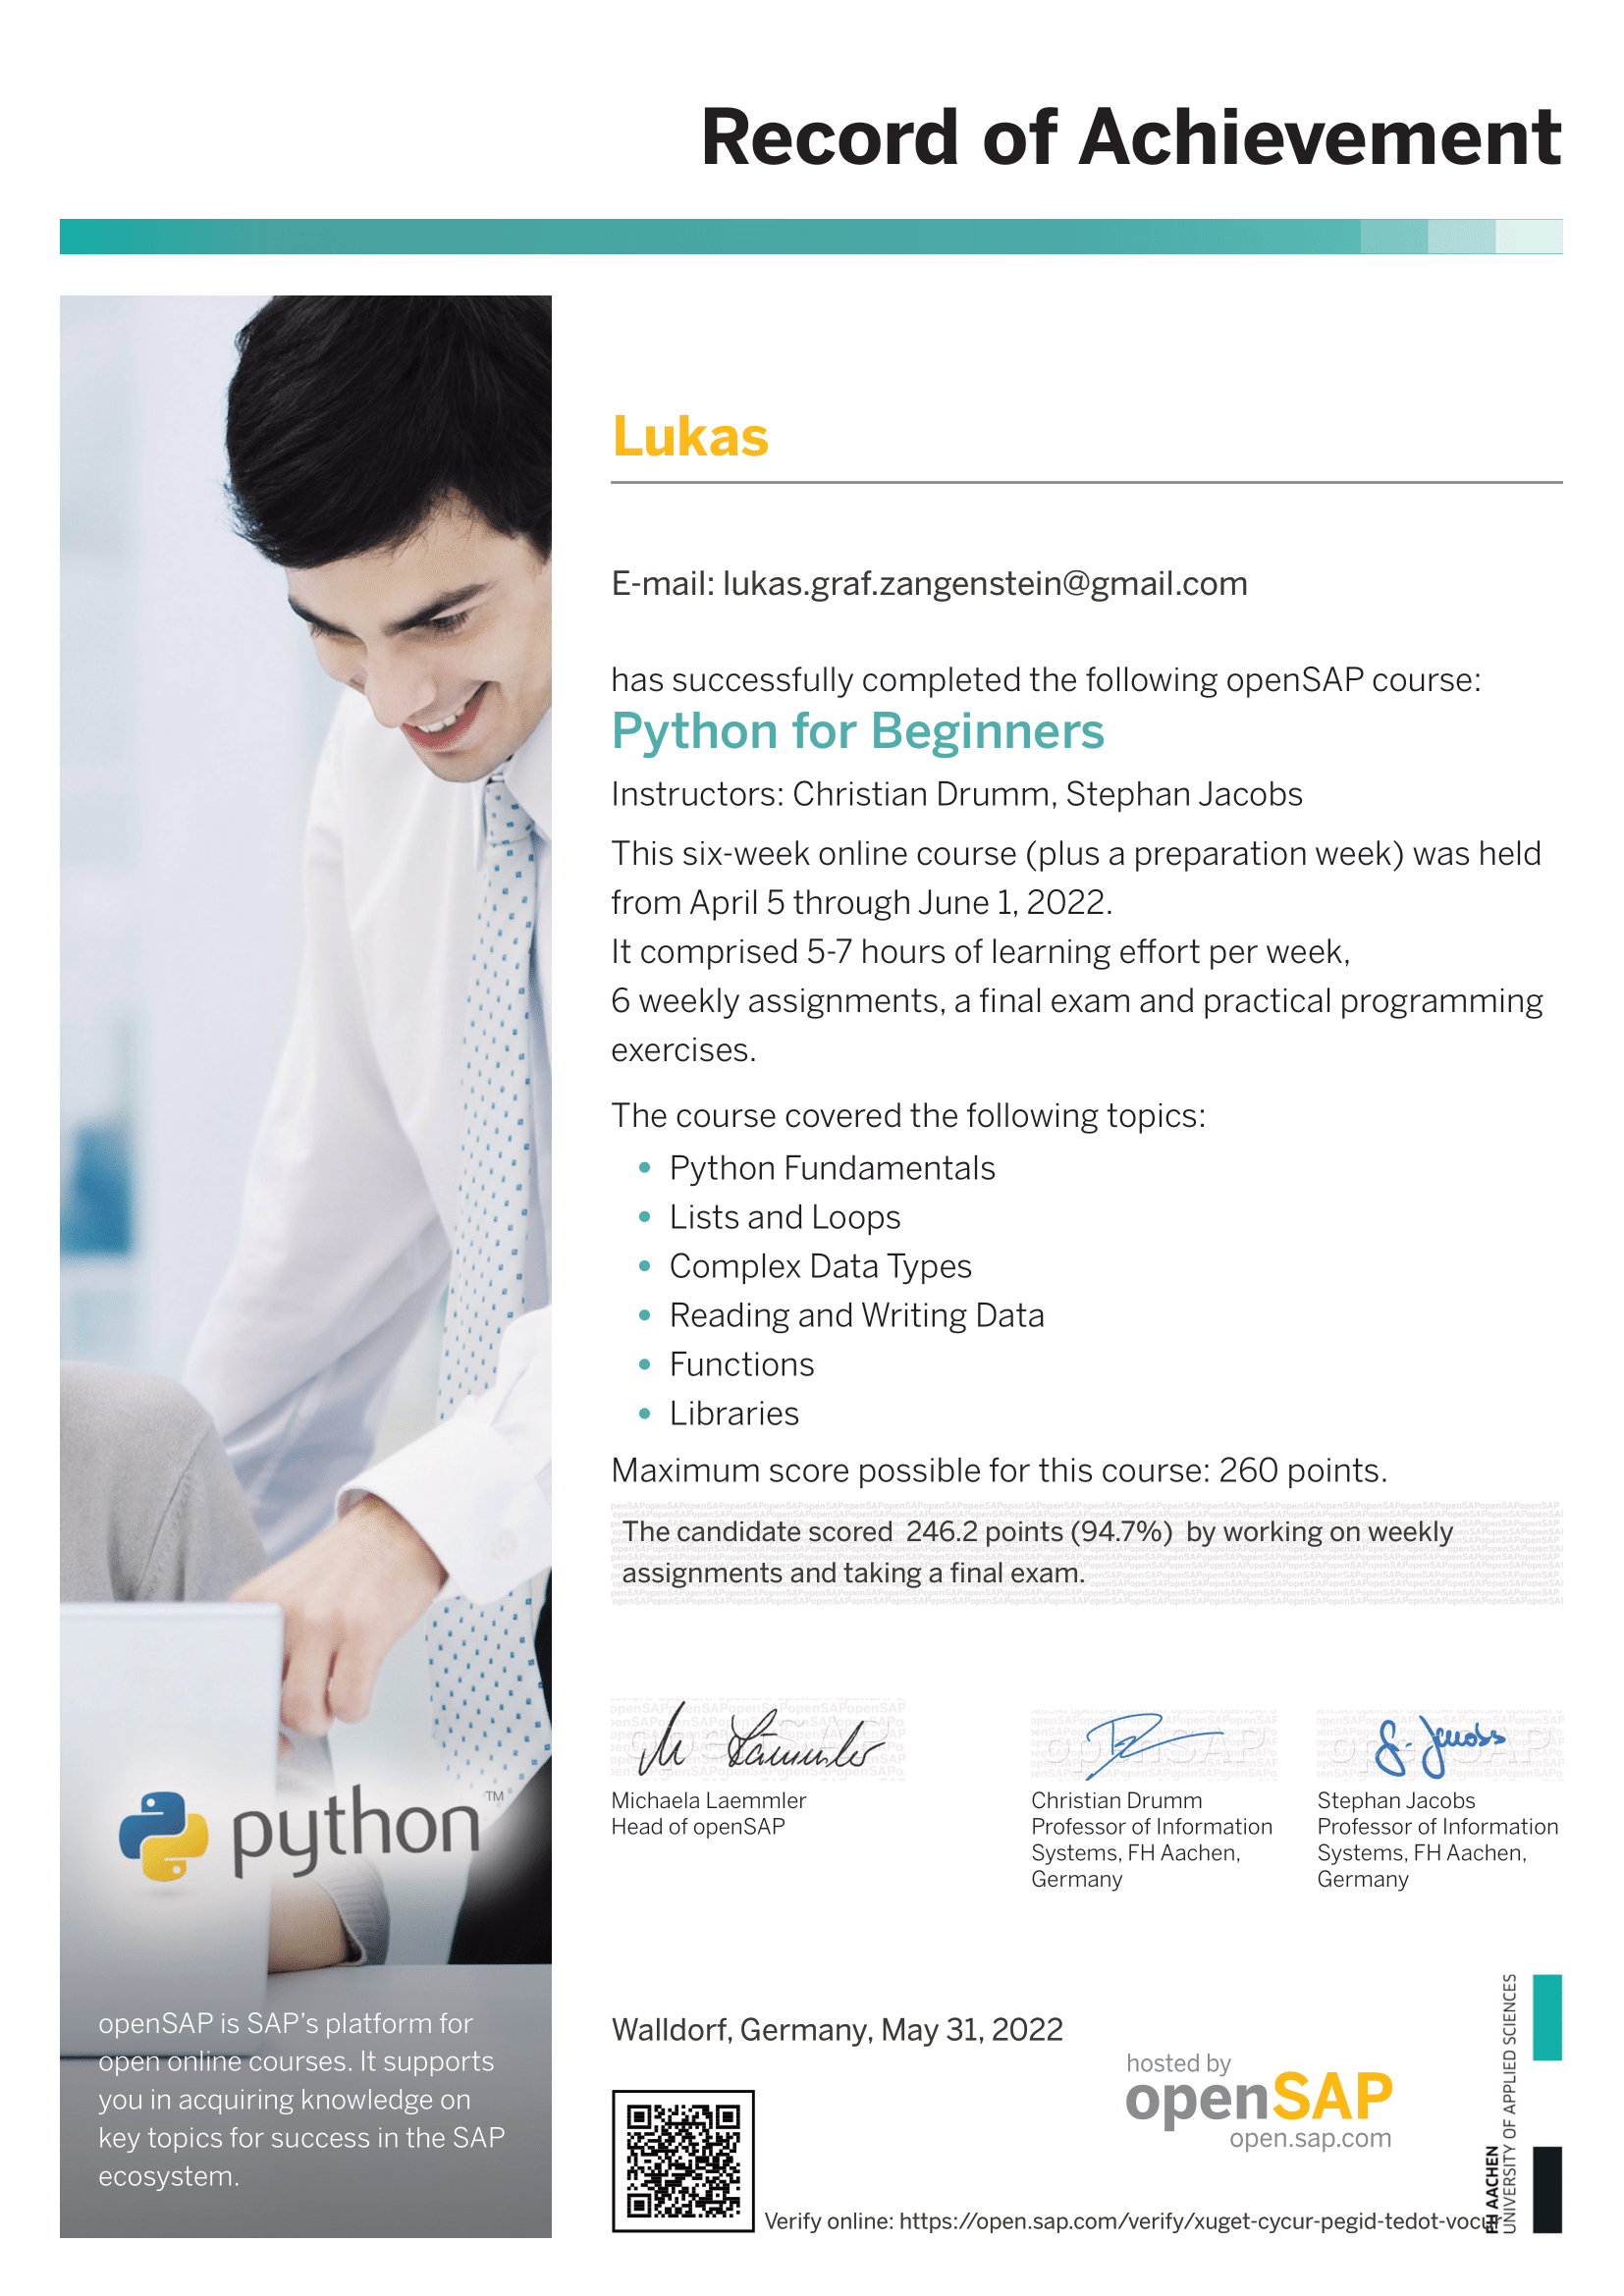 Record of Achievement
Lukas
E-mail: lukas.graf.zangenstein@gmail.com
has successfully completed the following openSAP course:
Python for Beginners
Instructors: Christian Drumm, Stephan Jacobs
This six-week online course (plus a preparation week) was held
from April 5 through June 1, 2022.
It comprised 5-7 hours of learning effort per week,
6 weekly assignments, a final exam and practical programming
exercises.
The course covered the following topics:
• Python Fundamentals
• Lists and Loops
• Complex Data Types
• Reading and Writing Data
• Functions
• Libraries
Maximum score possible for this course: 260 points.
The candidate scored 246.2 points (94.7%) by working on weekly
assignments and taking a final exam.
M Lämmler
S. Jacobs
Michaela Laemmler
Head of openSAP
Christian Drumm
Professor of Information
Systems, FH Aachen,
Germany
Stephan Jacobs
Professor of Information
Systems, FH Aachen,
Germany
python™
openSAP is SAP's platform for
open online courses. It supports
you in acquiring knowledge on
key topics for success in the SAP
ecosystem.
Walldorf, Germany, May 31, 2022
hosted by
openSAP
open.sap.com
Verify online: https://open.sap.com/verify/xuget-cycur-pegid-tedot-vocur
FH AACHEN
UNIVERSITY OF APPLIED SCIENCES